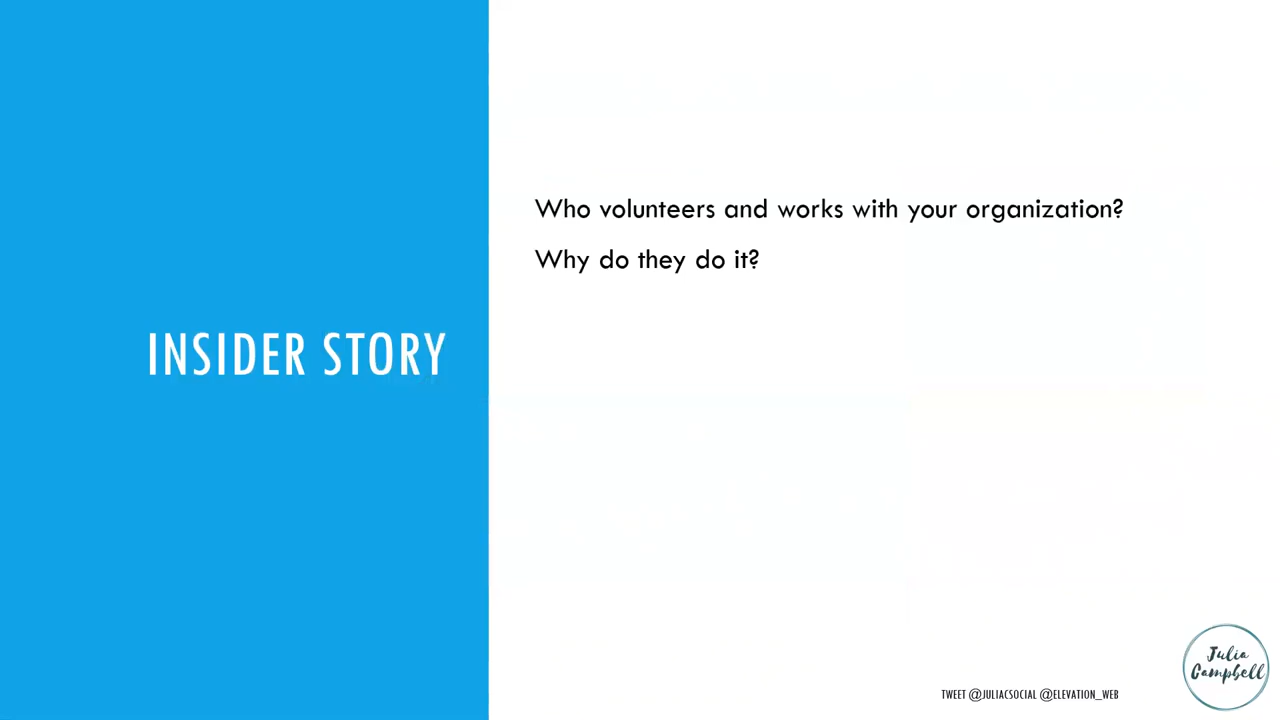 INSIDER STORY
Who volunteers and works with your organization?
Why do they do it?
TWEET @JULIACSOCIAL @ELEVATION_WEB
Julia
Campbell